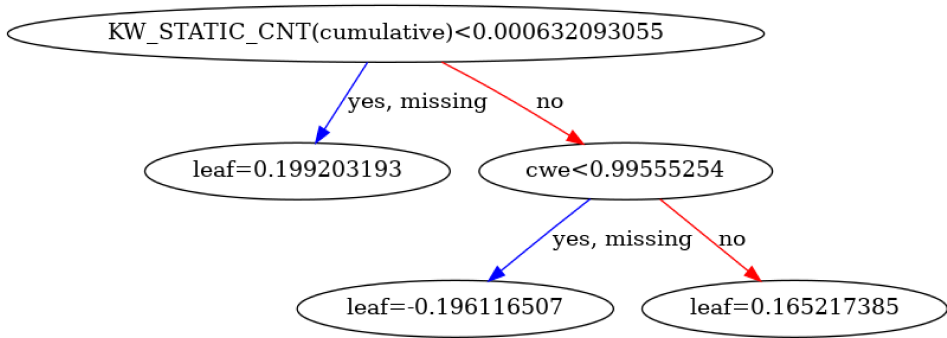 KW_STATIC_CNT(cumulative)<0.000632093055
yes, missing
no
leaf=0.199203193
cwe<0.99555254
yes, missing
no
leaf=-0.196116507
leaf=0.165217385